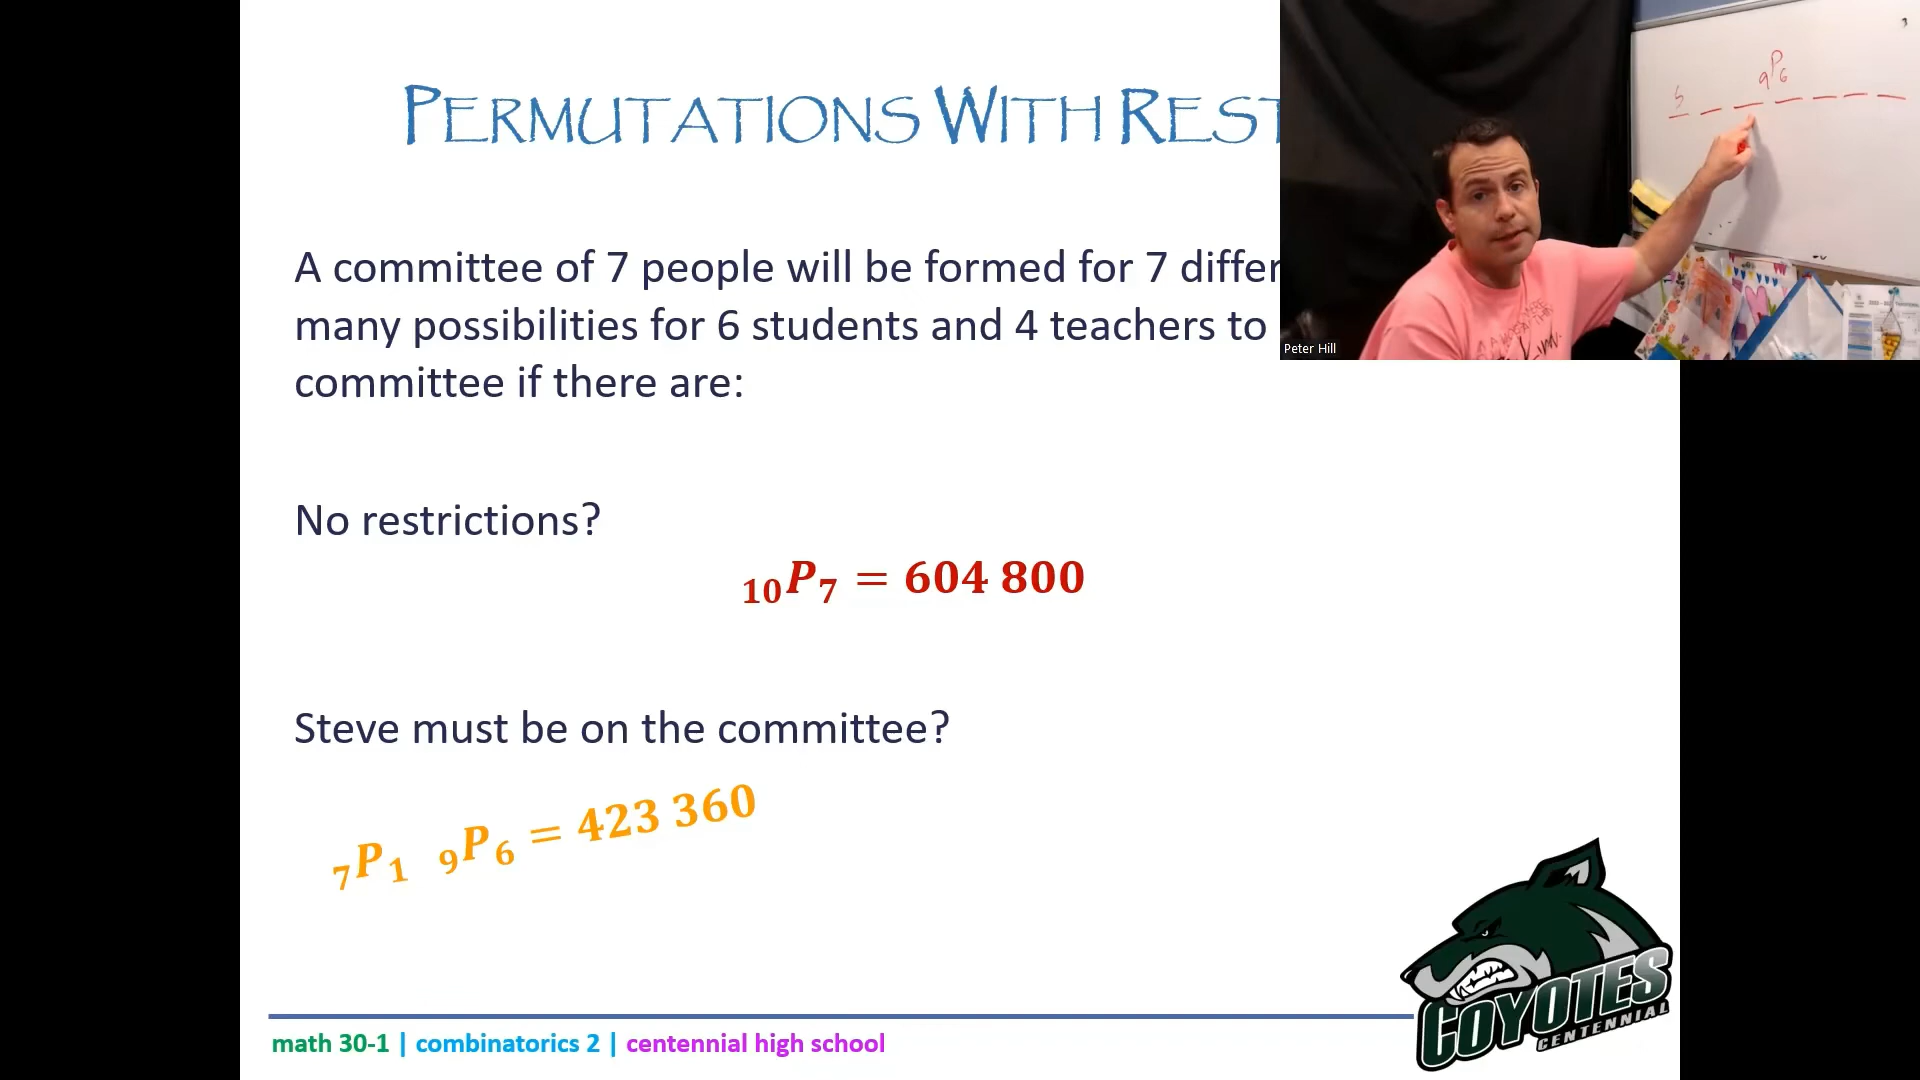 PERMUTATIONS WITH REST
A committee of 7 people will be formed for 7 differ
many possibilities for 6 students and 4 teachers to
committee if there are:
No restrictions?
₁₀P₇ = 604 800
Steve must be on the committee?
₇P₁ ₉P₆ = 423 360
math 30-1 | combinatorics 2 | centennial high school
COYOTES
CENTENNIAL
₉P₆
S
Peter Hill